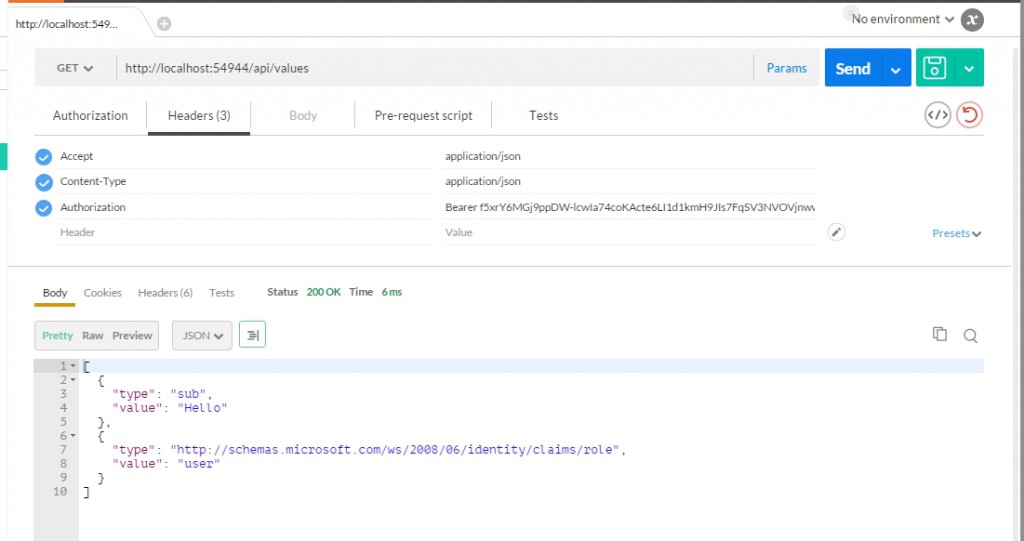 http://localhost:549...
No environment
GET http://localhost:54944/api/values Params Send
Authorization Headers (3) Body Pre-request script Tests
Accept application/json
Content-Type application/json
Authorization Bearer
Header Value Presets
Body Cookies Headers (6) Tests Status 200 OK Time 6 ms
Pretty Raw Preview JSON
1 [
2 {
3 "type": "sub",
4 "value": "Hello"
5 },
6 {
7 "type": "http://schemas.microsoft.com/ws/2008/06/identity/claims/role",
8 "value": "user"
9 }
10 ]